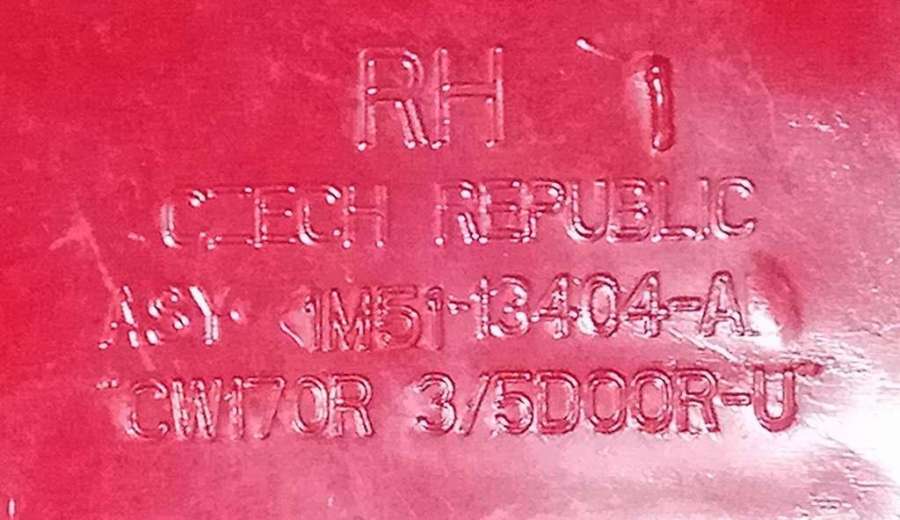 RH 1
CZECH REPUBLIC
ASY <1M51-13404-A
"CW170R 3/5DOOR-U"